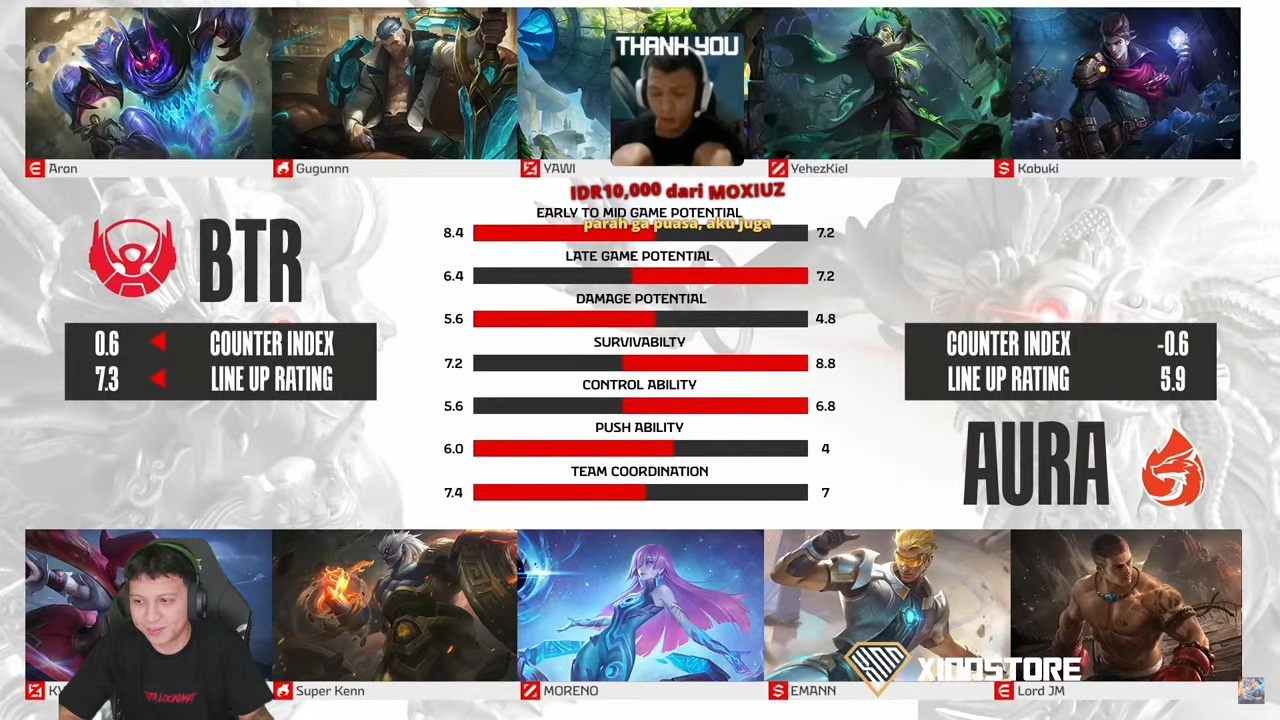 THANK YOU
Aran
Gugunnn
YAWI
YehezKiel
Kabuki
IDR10,000 dari MOXIUZ
parah ga puasa, aku juga
EARLY TO MID GAME POTENTIAL
8.4 7.2
LATE GAME POTENTIAL
6.4 7.2
DAMAGE POTENTIAL
5.6 4.8
SURVIVABILTY
7.2 8.8
CONTROL ABILITY
5.6 6.8
PUSH ABILITY
6.0 4
TEAM COORDINATION
7.4 7
BTR
0.6 COUNTER INDEX
7.3 LINE UP RATING
COUNTER INDEX -0.6
LINE UP RATING 5.9
AURA
Super Kenn
MORENO
EMANN
Lord JM
XINNSTORE